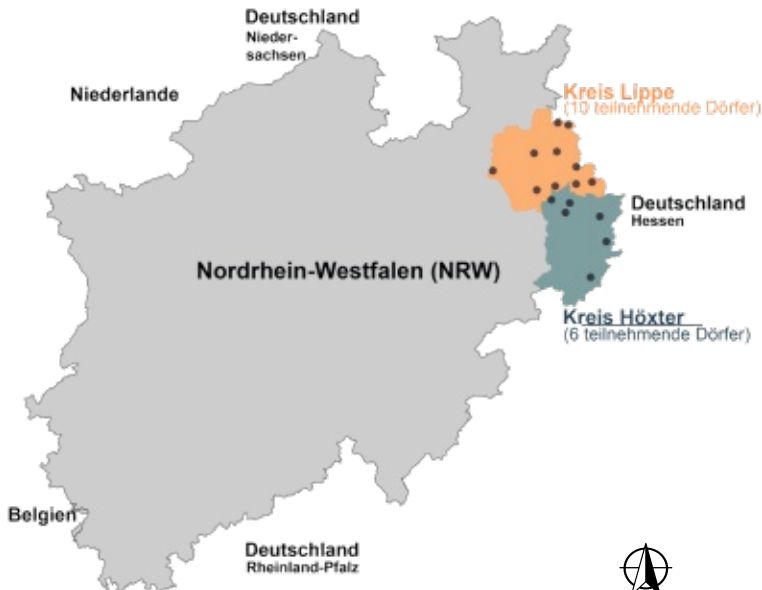 Deutschland
Nieder-
sachsen
Niederlande
Kreis Lippe
(10 teilnehmende Dörfer)
Deutschland
Hessen
Nordrhein-Westfalen (NRW)
Kreis Höxter
(6 teilnehmende Dörfer)
Belgien
Deutschland
Rheinland-Pfalz